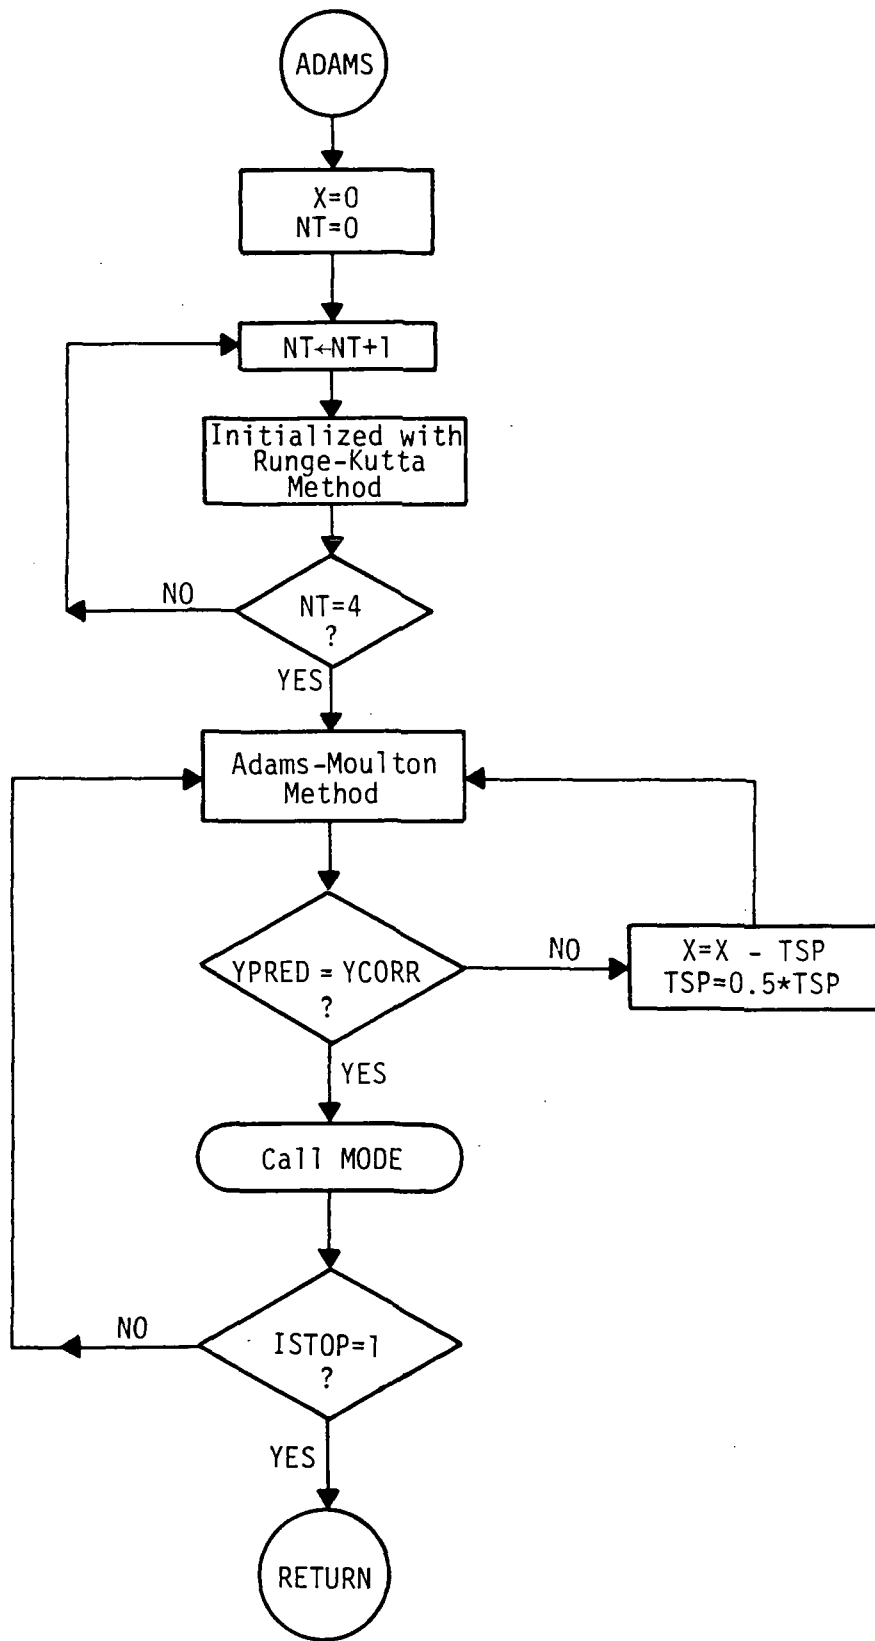 ADAMS
X=0
NT=0
NT←NT+1
Initialized with
Runge-Kutta
Method
NO
NT=4
?
YES
Adams-Moulton
Method
YPRED = YCORR
?
NO
X=X - TSP
TSP=0.5*TSP
YES
Call MODE
NO
ISTOP=1
?
YES
RETURN